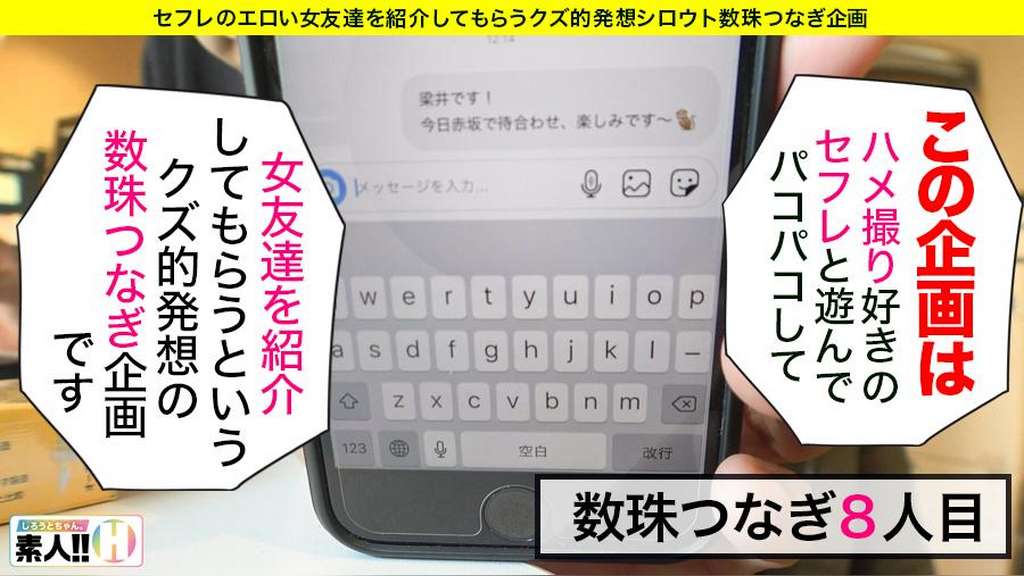 セフレのエロい女友達を紹介してもらうクズ的発想シロウト数珠つなぎ企画
12:14
梁井です！
今日赤坂で待合わせ、楽しみです〜
メッセージを入力...
この企画は
ハメ撮り好きの
セフレと遊んで
パコパコして
女友達を紹介
してもらうという
クズ的発想の
数珠つなぎ企画
です
w e r t y u i o p
a s d f g h j k l ー
z x c v b n m
123 空白 改行
数珠つなぎ8人目
しろうとちゃん。
素人!! H